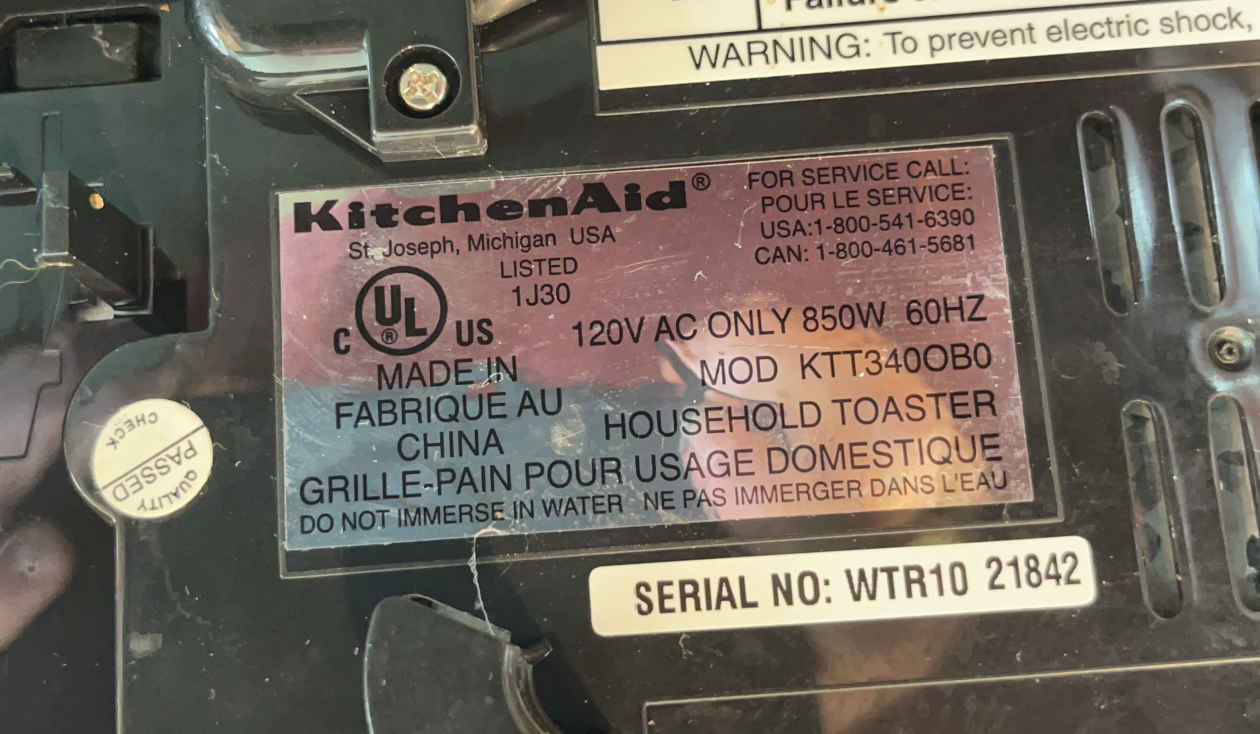 WARNING: To prevent electric shock,
KitchenAid®
St. Joseph, Michigan USA
FOR SERVICE CALL:
POUR LE SERVICE:
USA:1-800-541-6390
CAN: 1-800-461-5681
LISTED
1J30
C UL® US
120V AC ONLY 850W 60HZ
MADE IN
FABRIQUE AU
CHINA
MOD KTT340OB0
HOUSEHOLD TOASTER
GRILLE-PAIN POUR USAGE DOMESTIQUE
DO NOT IMMERSE IN WATER NE PAS IMMERGER DANS L'EAU
QUALITY
PASSED
CHECK
SERIAL NO: WTR10 21842